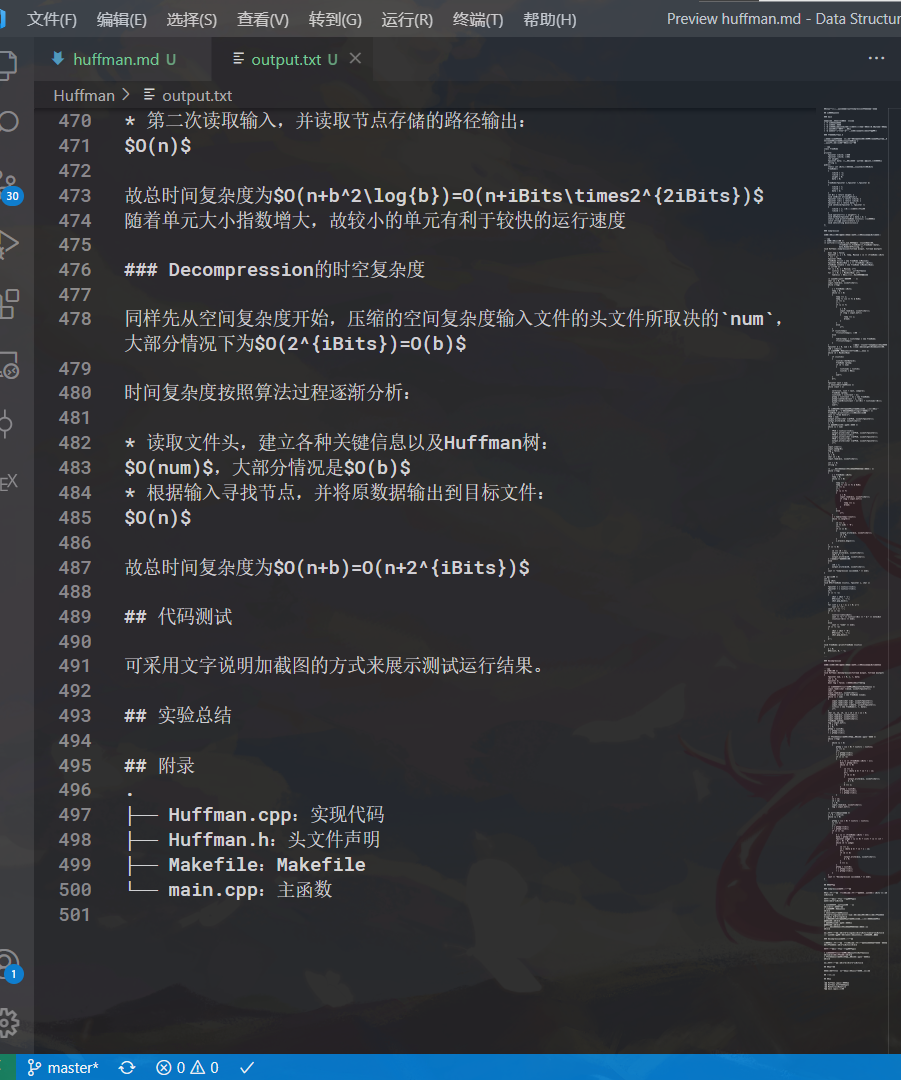 文件(F) 编辑(E) 选择(S) 查看(V) 转到(G) 运行(R) 终端(T) 帮助(H) Preview huffman.md - Data Structur
huffman.md U output.txt U
Huffman > output.txt
470 * 第二次读取输入，并读取节点存储的路径输出：
471 $O(n)$
472
473 故总时间复杂度为$O(n+b^2\log{b})=O(n+iBits\times2^{2iBits})$
474 随着单元大小指数增大，故较小的单元有利于较快的运行速度
475
476 ### Decompression的时空复杂度
477
478 同样先从空间复杂度开始，压缩的空间复杂度输入文件的头文件所取决的`num`，
大部分情况下为$O(2^{iBits})=O(b)$
479
480 时间复杂度按照算法过程逐渐分析：
481
482 * 读取文件头，建立各种关键信息以及Huffman树：
483 $O(num)$，大部分情况是$O(b)$
484 * 根据输入寻找节点，并将原数据输出到目标文件：
485 $O(n)$
486
487 故总时间复杂度为$O(n+b)=O(n+2^{iBits})$
488
489 ## 代码测试
490
491 可采用文字说明加截图的方式来展示测试运行结果。
492
493 ## 实验总结
494
495 ## 附录
496 .
497 ├── Huffman.cpp：实现代码
498 ├── Huffman.h：头文件声明
499 ├── Makefile：Makefile
500 └── main.cpp：主函数
501
30
EX
1
master* 0 0